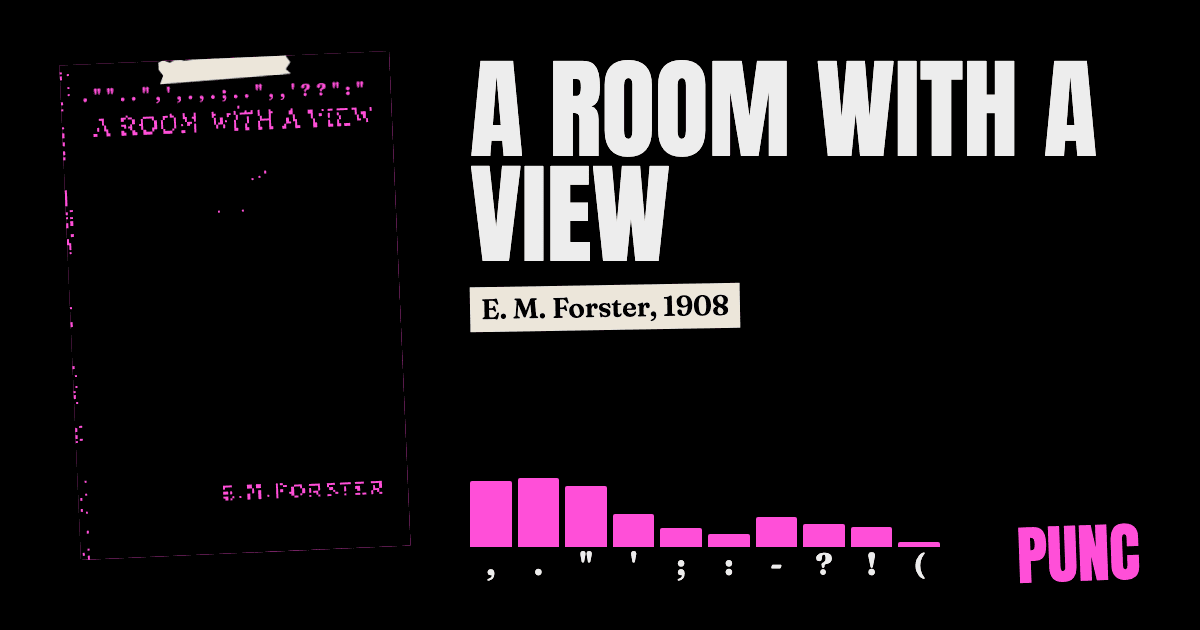 .""..",',.,.;..",,'??":"
A ROOM WITH A VIEW
E.M.FORSTER
A ROOM WITH A
VIEW
E. M. Forster, 1908
, . " ' ; : - ? ! (
PUNC